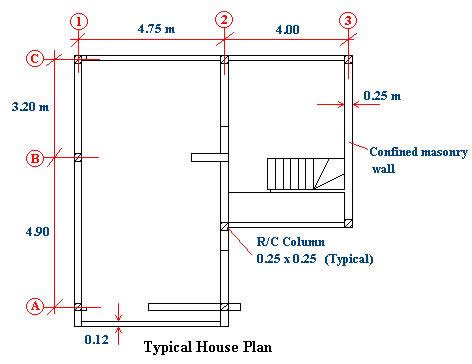 1
2
3
4.75 m
4.00
C
3.20 m
0.25 m
B
Confined masonry
wall
4.90
R/C Column
0.25 x 0.25 (Typical)
A
0.12
Typical House Plan